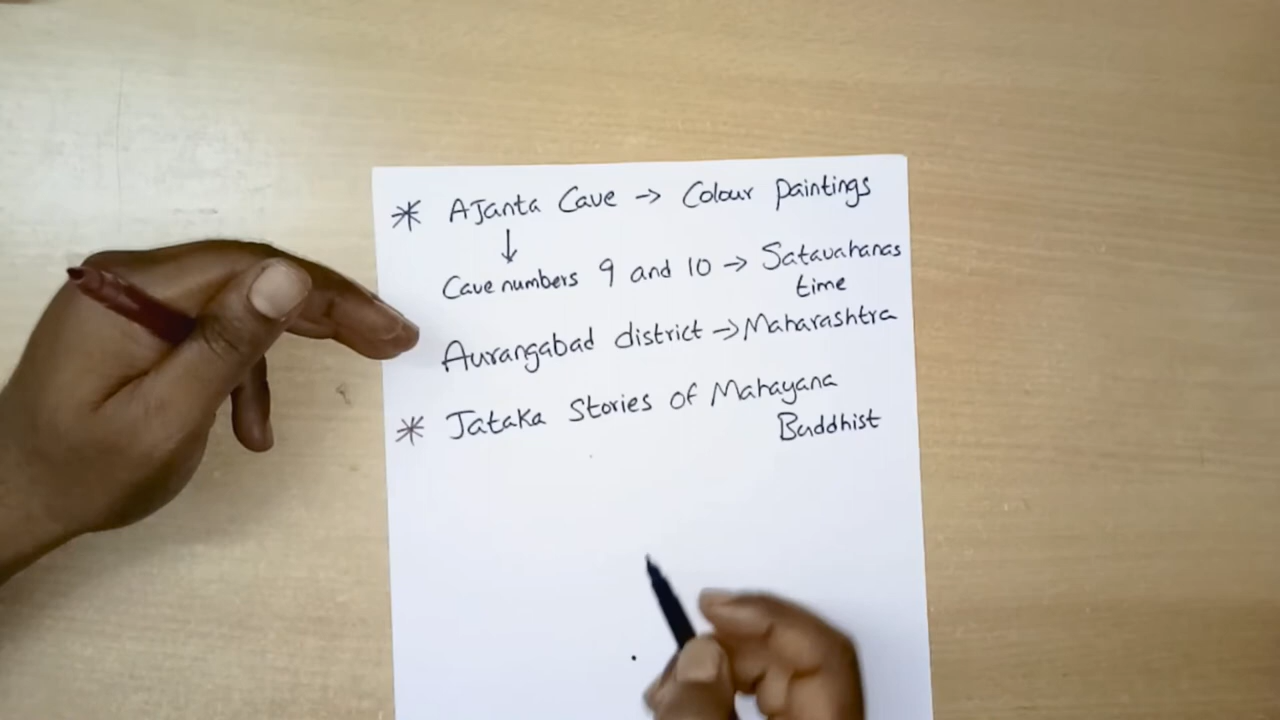 * AJanta Cave → Colour Paintings
↓
Cave numbers 9 and 10 → Satavahanas
time
Aurangabad district → Maharashtra
* Jataka Stories of Mahayana
Buddhist